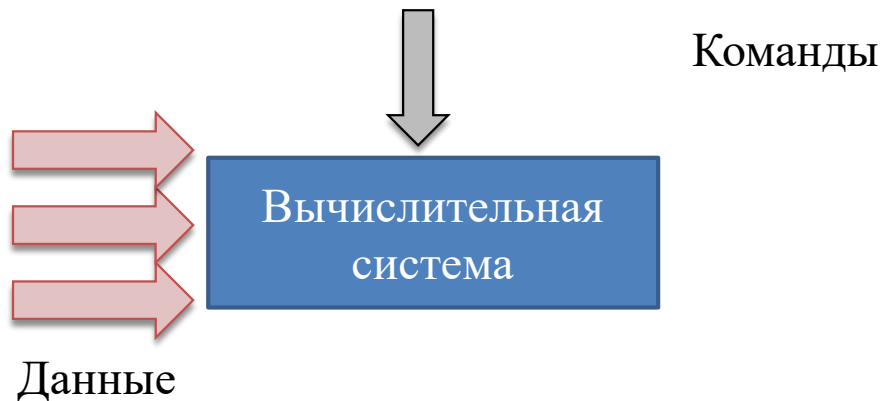 Команды
Вычислительная
система
Данные